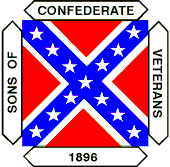 SONS OF
CONFEDERATE
VETERANS
1896